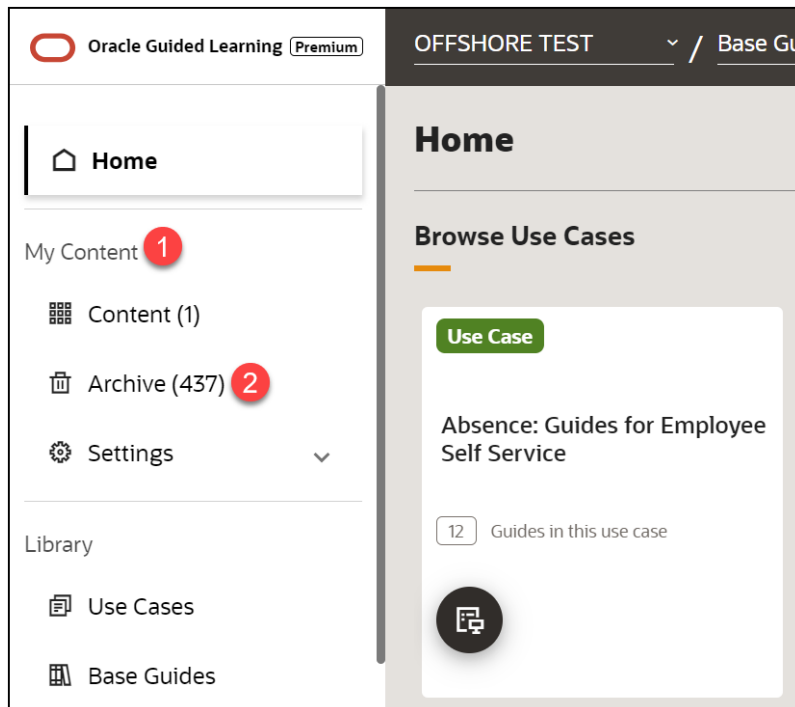 Oracle Guided Learning Premium
OFFSHORE TEST / Base Gu
Home
Home
Browse Use Cases
My Content 1
Content (1)
Use Case
Archive (437) 2
Absence: Guides for Employee
Self Service
Settings
12 Guides in this use case
Library
Use Cases
Base Guides